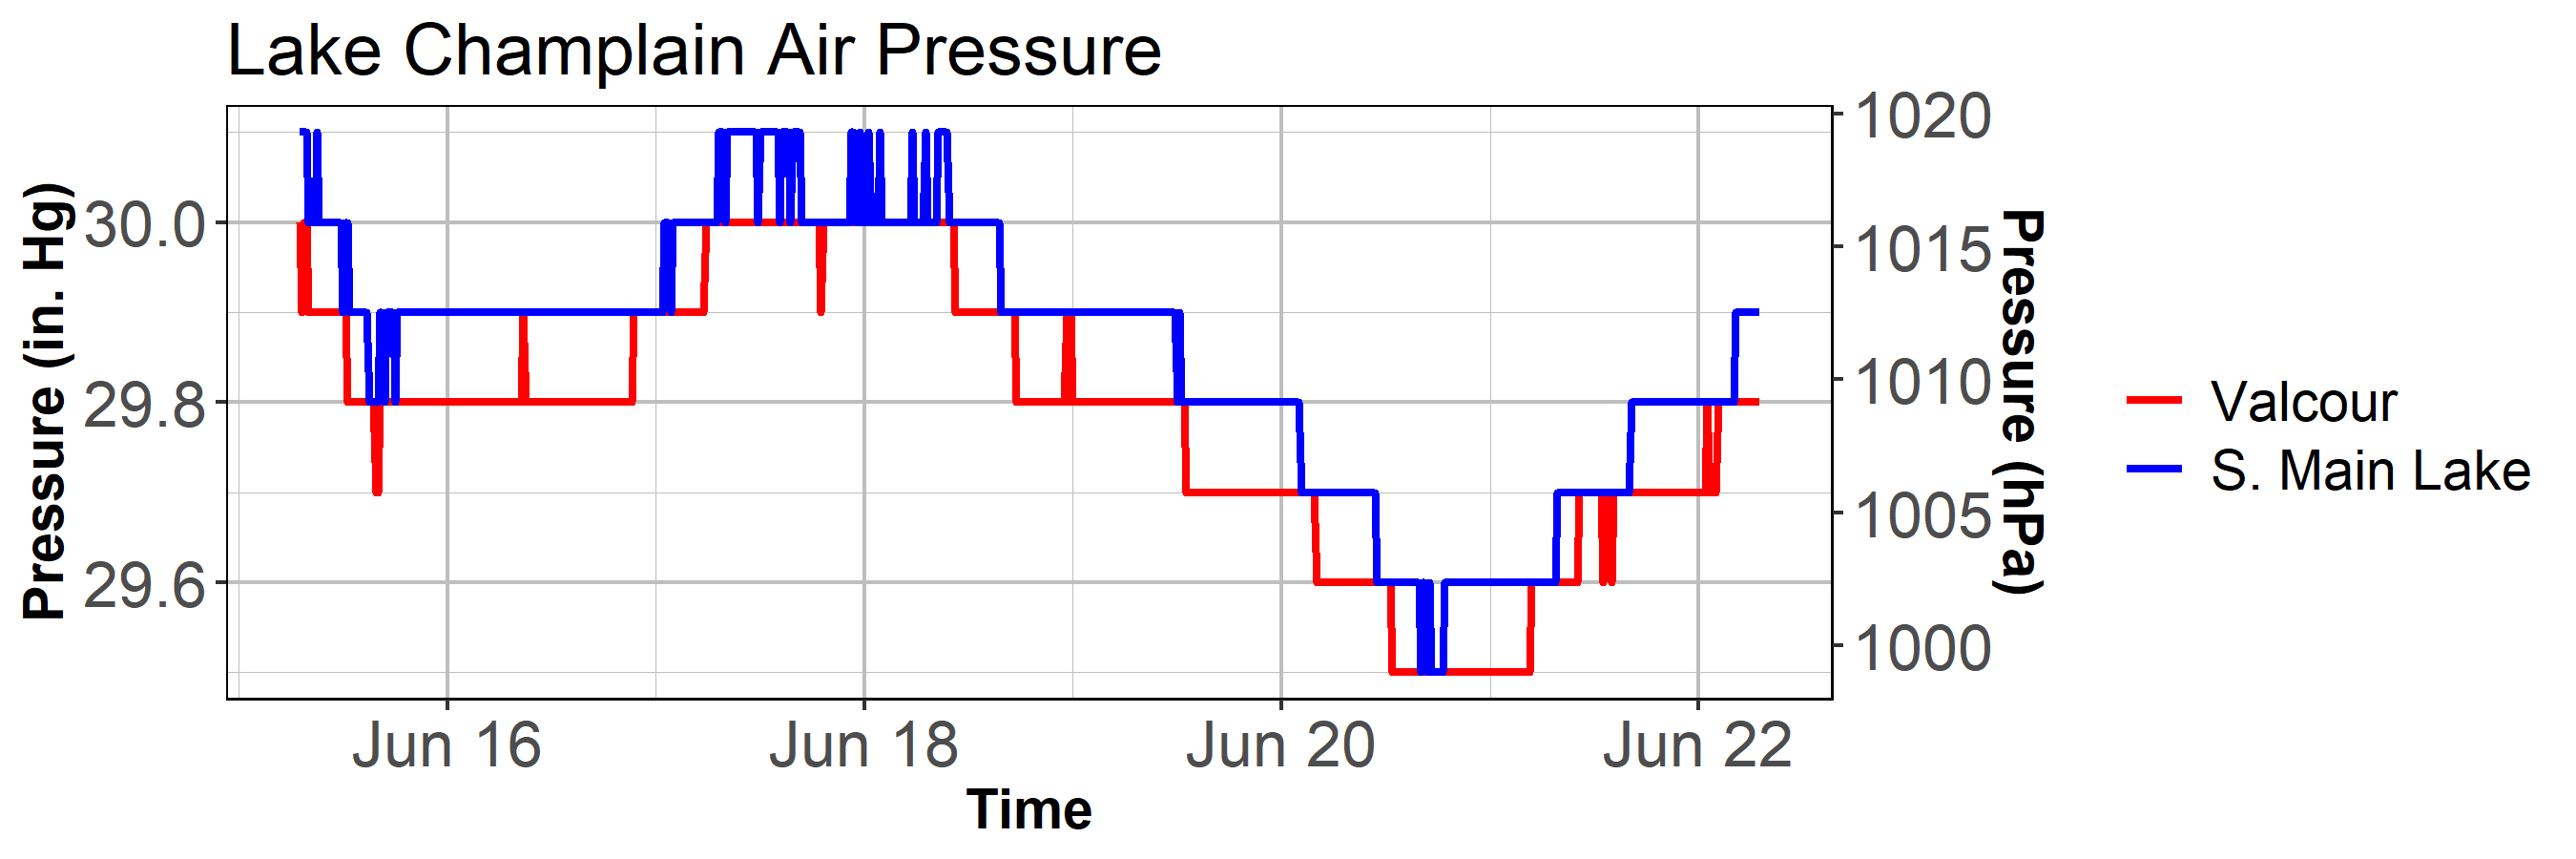 Lake Champlain Air Pressure
Pressure (in. Hg)
30.0
29.8
29.6
1020
1015
1010
1005
1000
Pressure (hPa)
Jun 16
Jun 18
Jun 20
Jun 22
Time
Valcour
S. Main Lake